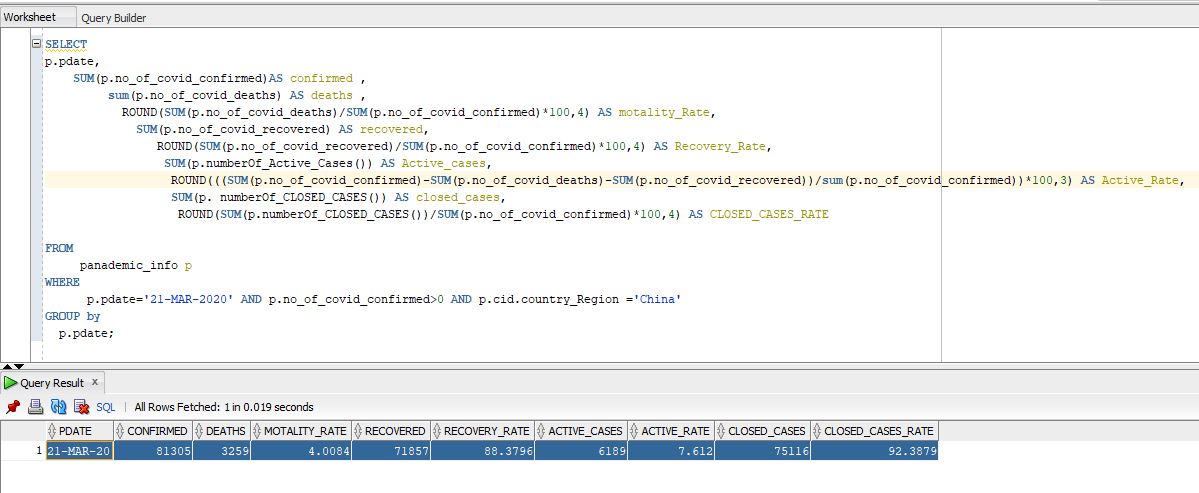 Worksheet Query Builder
SELECT
p.pdate,
SUM(p.no_of_covid_confirmed)AS confirmed ,
sum(p.no_of_covid_deaths) AS deaths ,
ROUND(SUM(p.no_of_covid_deaths)/SUM(p.no_of_covid_confirmed)*100,4) AS motality_Rate,
SUM(p.no_of_covid_recovered) AS recovered,
ROUND(SUM(p.no_of_covid_recovered)/SUM(p.no_of_covid_confirmed)*100,4) AS Recovery_Rate,
SUM(p.numberOf_Active_Cases()) AS Active_cases,
ROUND(((SUM(p.no_of_covid_confirmed)-SUM(p.no_of_covid_deaths)-SUM(p.no_of_covid_recovered))/sum(p.no_of_covid_confirmed))*100,3) AS Active_Rate,
SUM(p. numberOf_CLOSED_CASES()) AS closed_cases,
ROUND(SUM(p.numberOf_CLOSED_CASES())/SUM(p.no_of_covid_confirmed)*100,4) AS CLOSED_CASES_RATE
FROM
panademic_info p
WHERE
p.pdate='21-MAR-2020' AND p.no_of_covid_confirmed>0 AND p.cid.country_Region ='China'
GROUP by
p.pdate;
Query Result x
SQL | All Rows Fetched: 1 in 0.019 seconds
PDATE CONFIRMED DEATHS MOTALITY_RATE RECOVERED RECOVERY_RATE ACTIVE_CASES ACTIVE_RATE CLOSED_CASES CLOSED_CASES_RATE
1 21-MAR-20 81305 3259 4.0084 71857 88.3796 6189 7.612 75116 92.3879